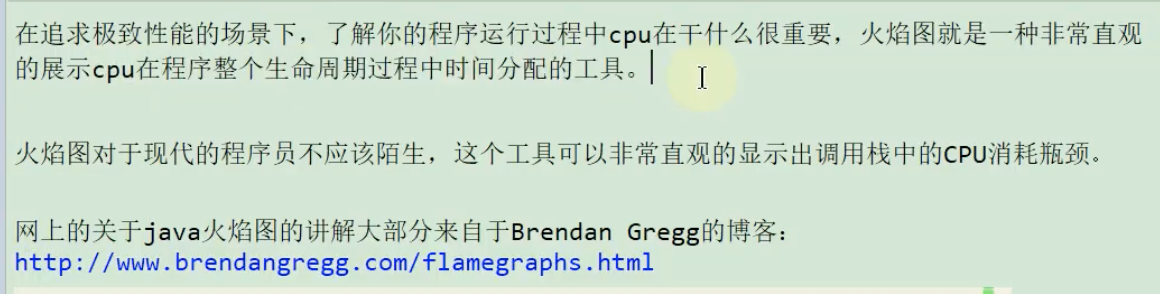 在追求极致性能的场景下，了解你的程序运行过程中cpu在干什么很重要，火焰图就是一种非常直观
的展示cpu在程序整个生命周期过程中时间分配的工具。
火焰图对于现代的程序员不应该陌生，这个工具可以非常直观的显示出调用栈中的CPU消耗瓶颈。
网上的关于java火焰图的讲解大部分来自于Brendan Gregg的博客：
http://www.brendangregg.com/flamegraphs.html